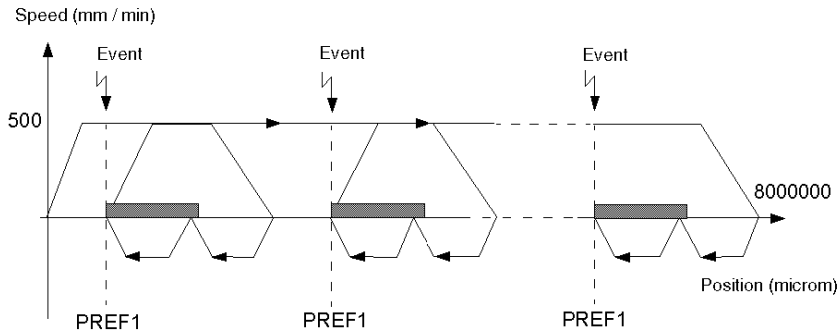 Speed (mm / min)
Event
Event
Event
500
8000000
Position (microm)
PREF1
PREF1
PREF1